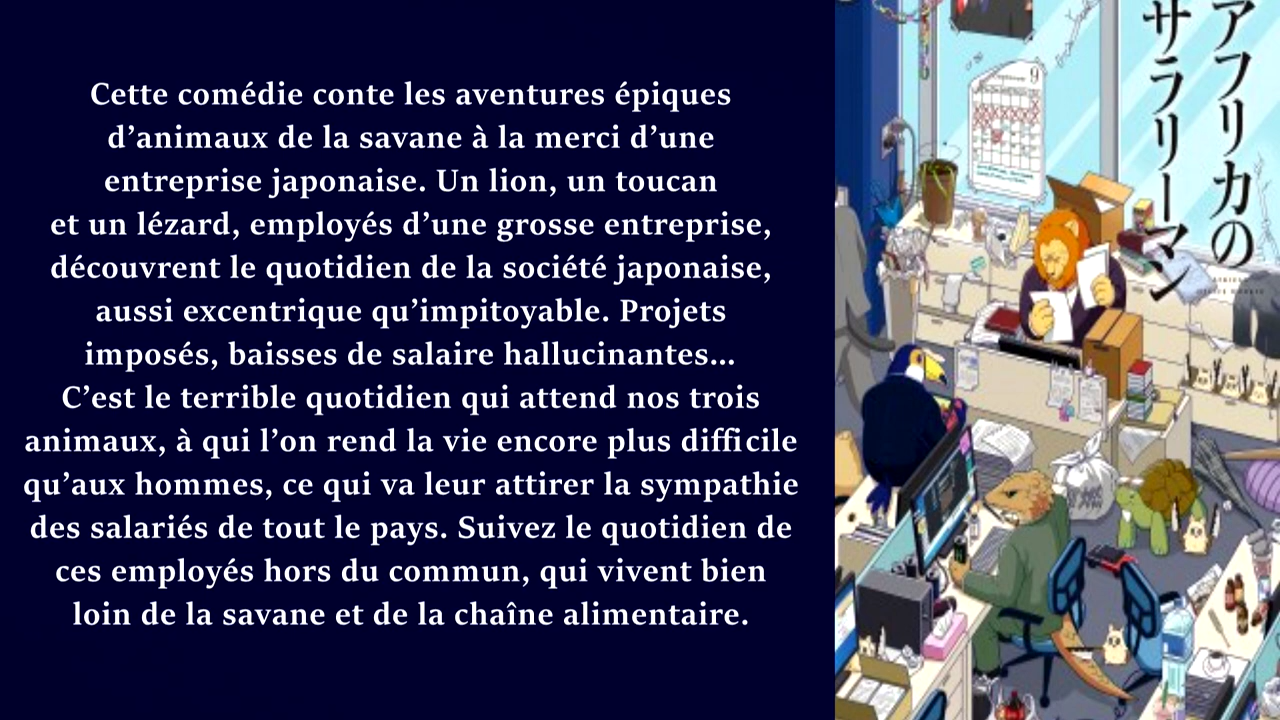 Cette comédie conte les aventures épiques
d’animaux de la savane à la merci d’une
entreprise japonaise. Un lion, un toucan
et un lézard, employés d’une grosse entreprise,
découvrent le quotidien de la société japonaise,
aussi excentrique qu’impitoyable. Projets
imposés, baisses de salaire hallucinantes...
C’est le terrible quotidien qui attend nos trois
animaux, à qui l’on rend la vie encore plus difficile
qu’aux hommes, ce qui va leur attirer la sympathie
des salariés de tout le pays. Suivez le quotidien de
ces employés hors du commun, qui vivent bien
loin de la savane et de la chaîne alimentaire.
アフリカの
サラリーマン
9